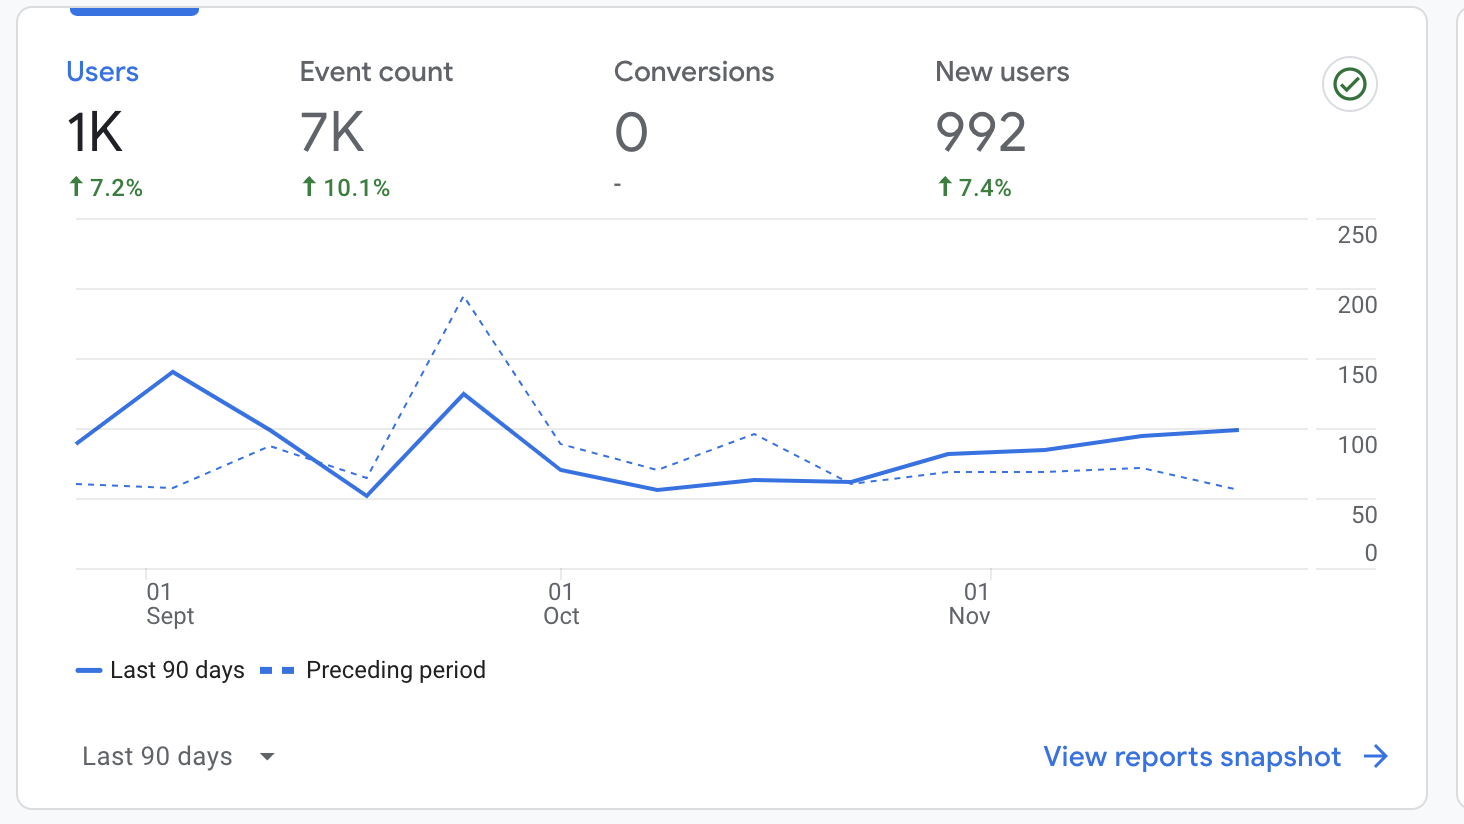 Users Event count Conversions New users
1K 7K 0 992
7.2% 10.1% - 7.4%
250
200
150
100
50
0
01 Sept
01 Oct
01 Nov
Last 90 days Preceding period
Last 90 days View reports snapshot